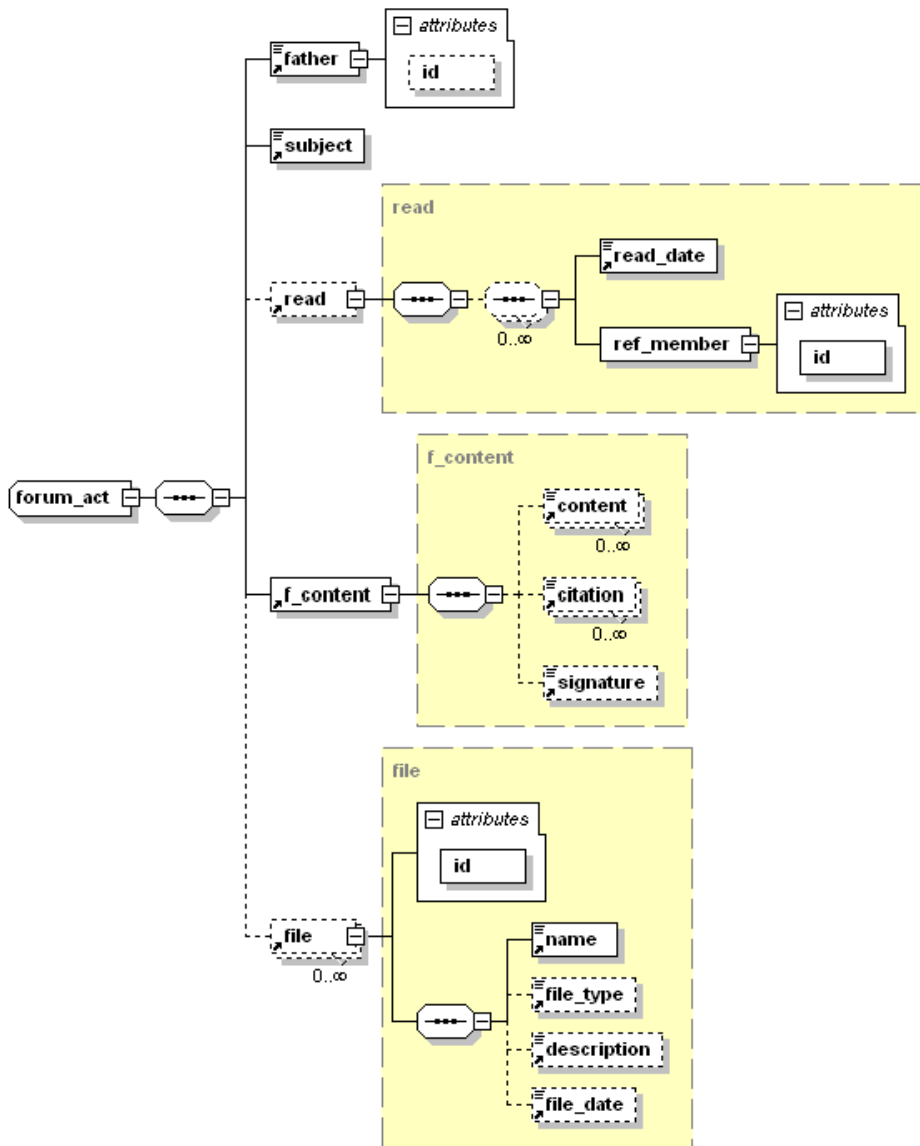 attributes
father
id
subject
read
read_date
read
attributes
0..∞
ref_member
id
f_content
forum_act
content
0..∞
f_content
citation
0..∞
signature
file
attributes
id
file
name
0..∞
file_type
description
file_date